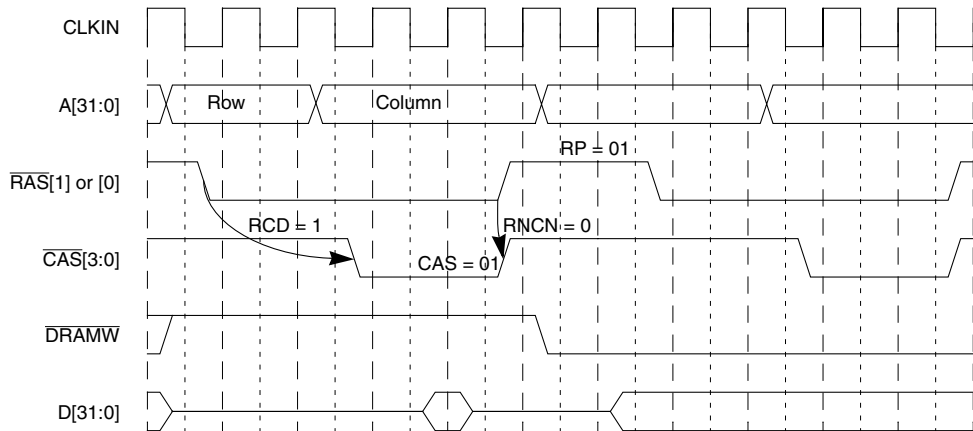 CLKIN
A[31:0]
Row
Column
RAS[1] or [0]
RP = 01
RCD = 1
RNCN = 0
CAS[3:0]
CAS = 01
DRAMW
D[31:0]